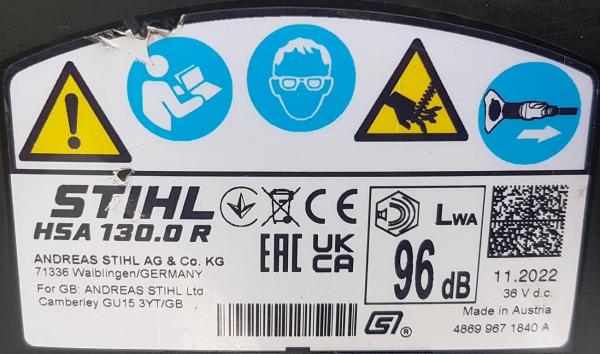 STIHL
HSA 130.0 R
ANDREAS STIHL AG & Co. KG
71336 Waiblingen/GERMANY
For GB: ANDREAS STIHL Ltd
Camberley GU15 3YT/GB
CE
EAC
UK
CA
LWA
96 dB
11.2022
36 V d.c.
Made in Austria
4869 967 1840 A